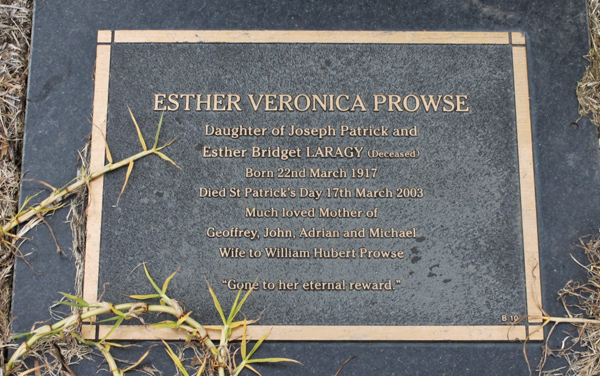 ESTHER VERONICA PROWSE
Daughter of Joseph Patrick and
Esther Bridget LARAGY (Deceased)
Born 22nd March 1917
Died St Patrick's Day 17th March 2003
Much loved Mother of
Geoffrey, John, Adrian and Michael
Wife to William Hubert Prowse
"Gone to her eternal reward."
B 10